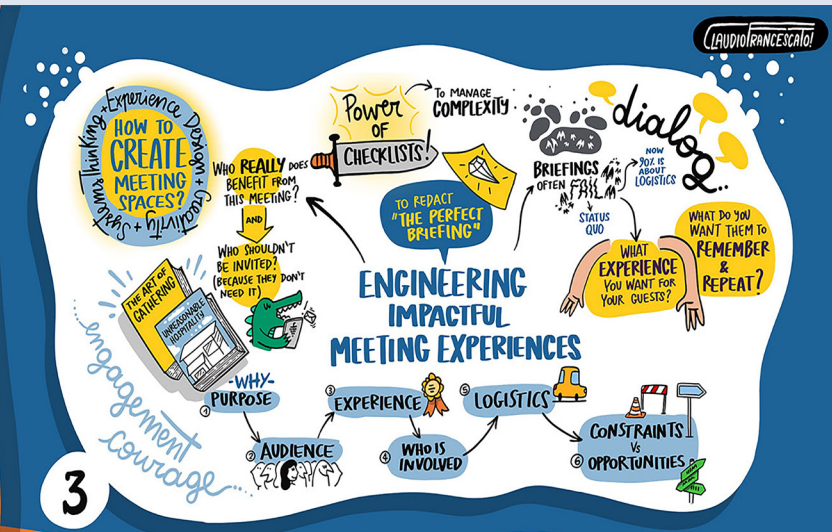 CLAUDIOFRANCESCATO!
Systems Thinking + Experience Design + Creativity +
HOW TO
CREATE
MEETING
SPACES?
WHO REALLY DOES
BENEFIT FROM
THIS MEETING?
AND
WHO SHOULDN'T
BE INVITED?
(BECAUSE THEY DON'T
NEED IT)
Power
OF
CHECKLISTS!
TO MANAGE
COMPLEXITY
TO REDACT
"THE PERFECT
BRIEFING"
dialog...
BRIEFINGS
OFTEN FAIL
NOW
90% IS
ABOUT
LOGISTICS
STATUS
QUO
WHAT
EXPERIENCE
YOU WANT FOR
YOUR GUESTS?
WHAT DO YOU
WANT THEM TO
REMEMBER
&
REPEAT?
THE ART OF
GATHERING
UNREASONABLE
HOSPITALITY
...engagement
courage...
ENGINEERING
IMPACTFUL
MEETING EXPERIENCES
-WHY-
① PURPOSE
② AUDIENCE
③ EXPERIENCE
④ WHO IS
INVOLVED
⑤ LOGISTICS
CONSTRAINTS
VS
⑥ OPPORTUNITIES
3